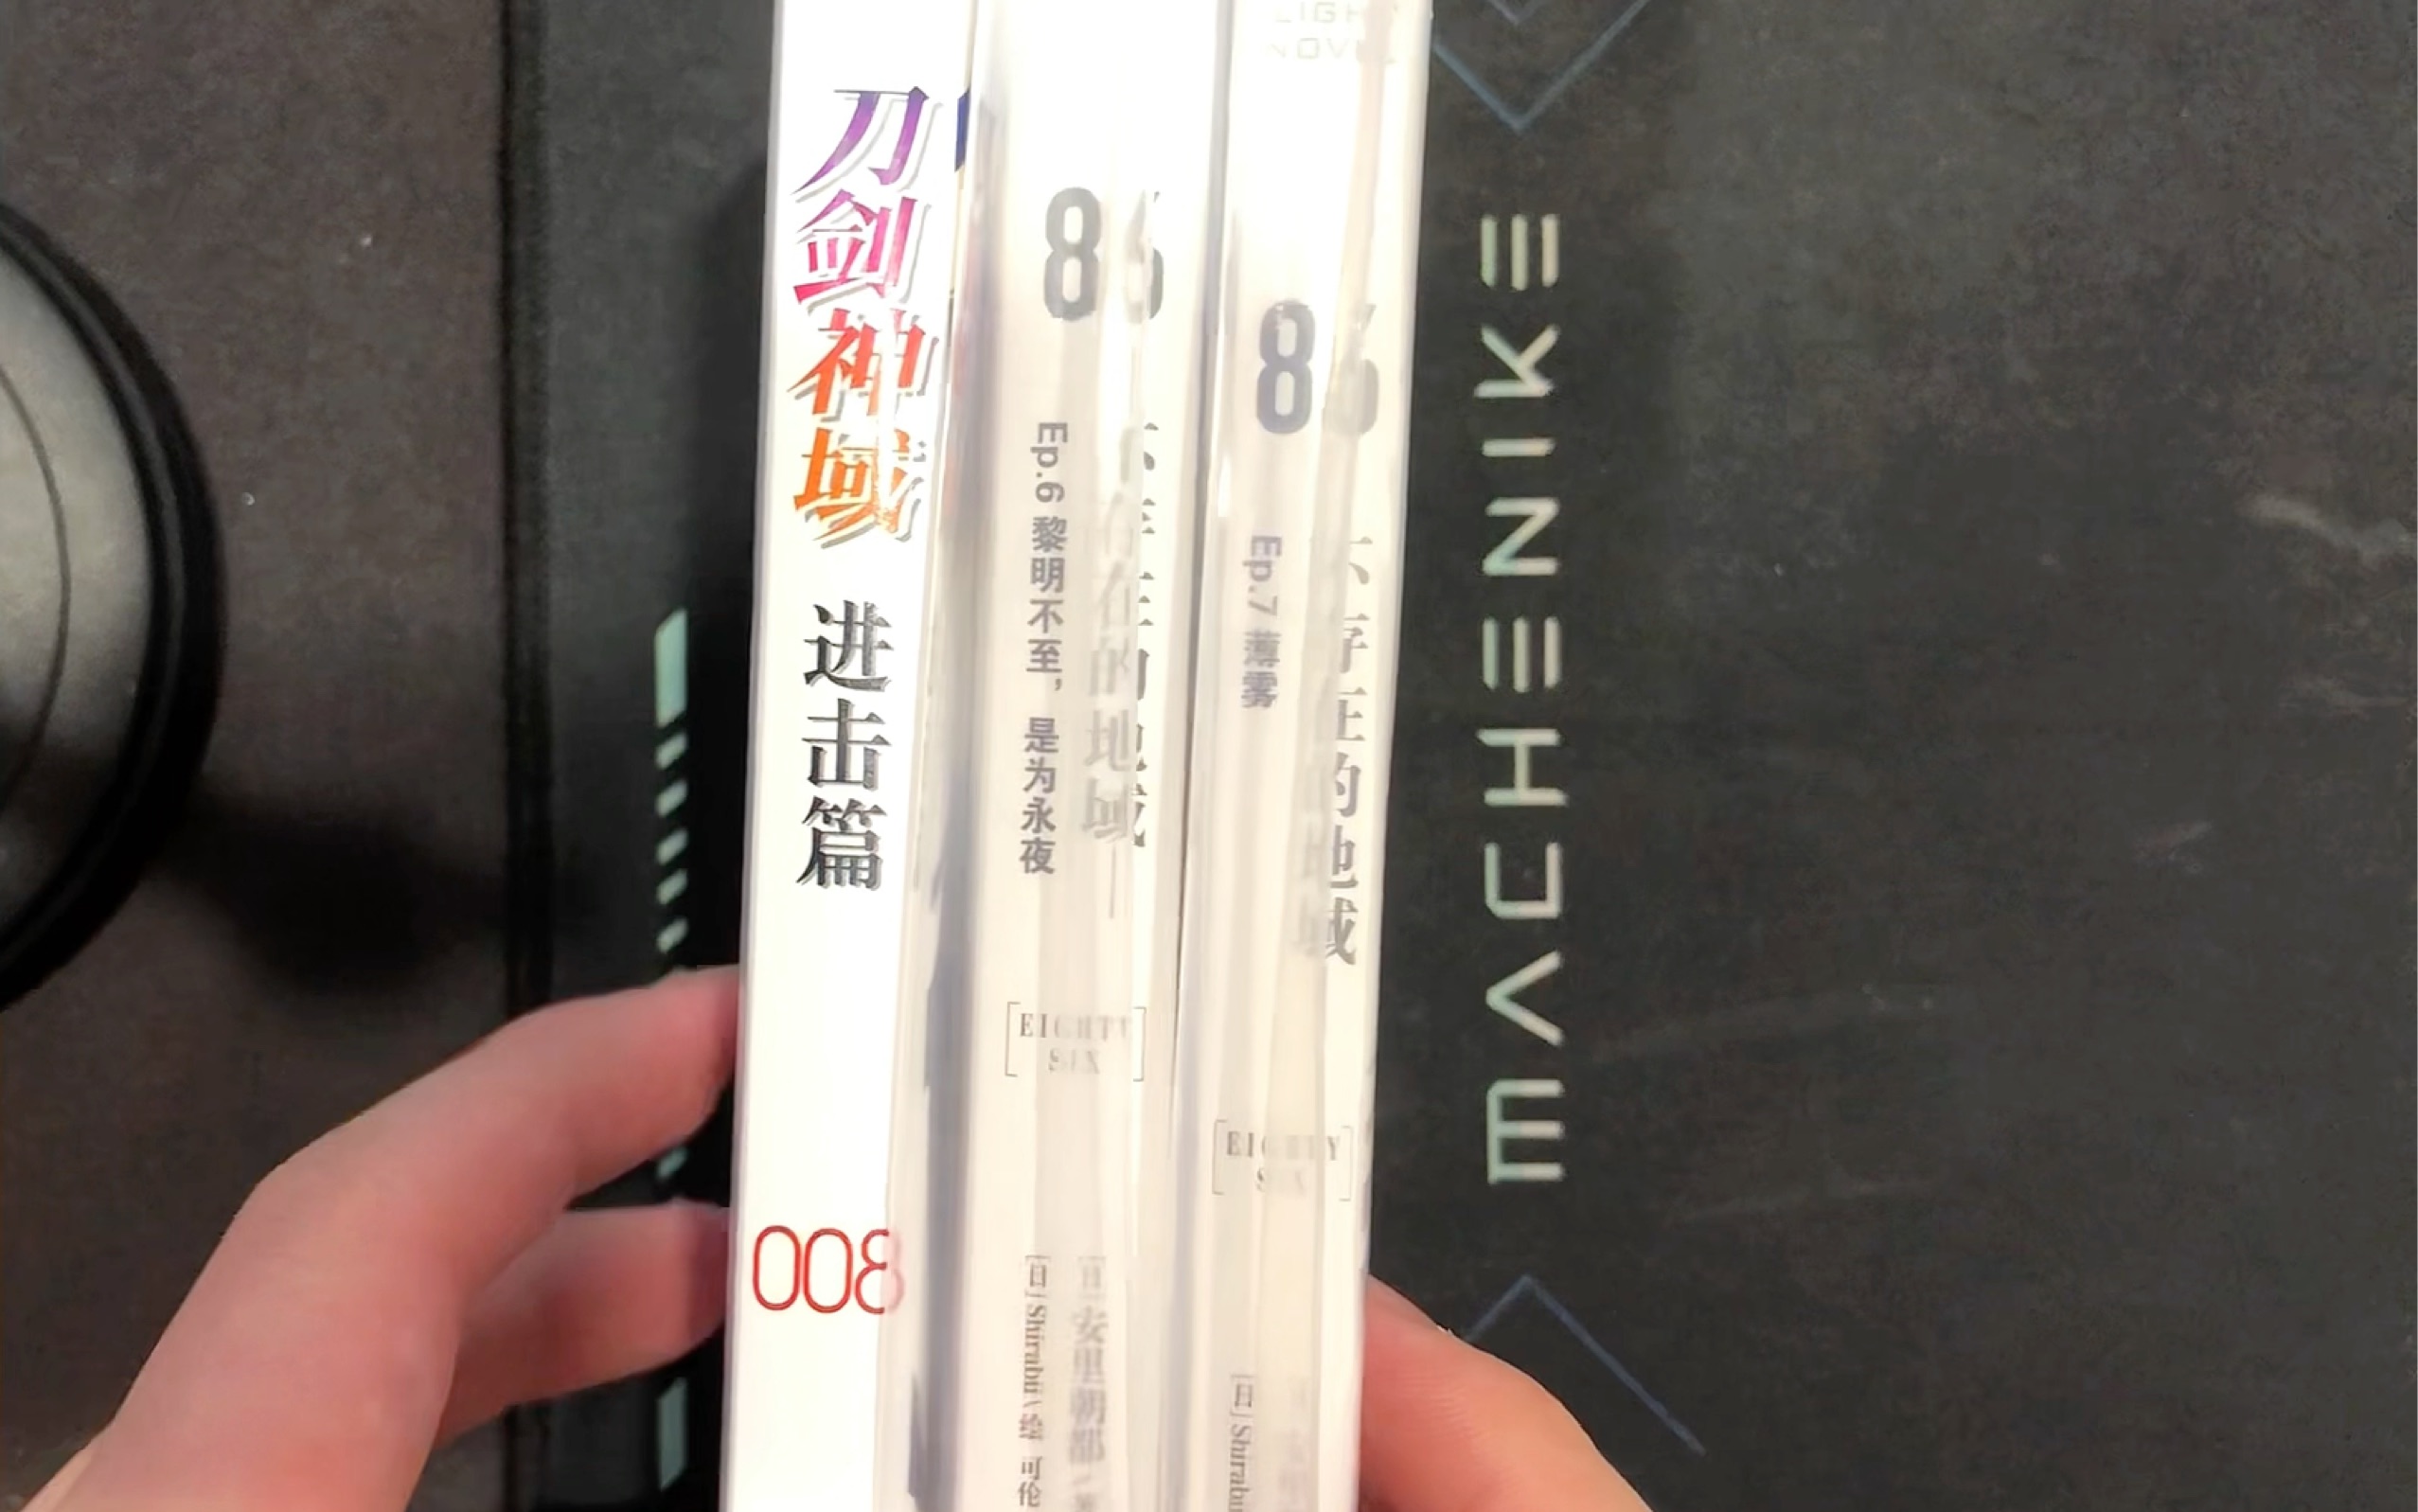 刀剑神域 进击篇
008
86
不存在的地域
Ep.6 黎明不至，是为永夜
[EIGHTY SIX]
[日]安里朝都
[日]Shirabii\绘 可伦
LIGHT
NOVEL
86
不存在的地域
Ep.7 薄雾
[EIGHTY SIX]
[日]Shirabii
MACHENIKE